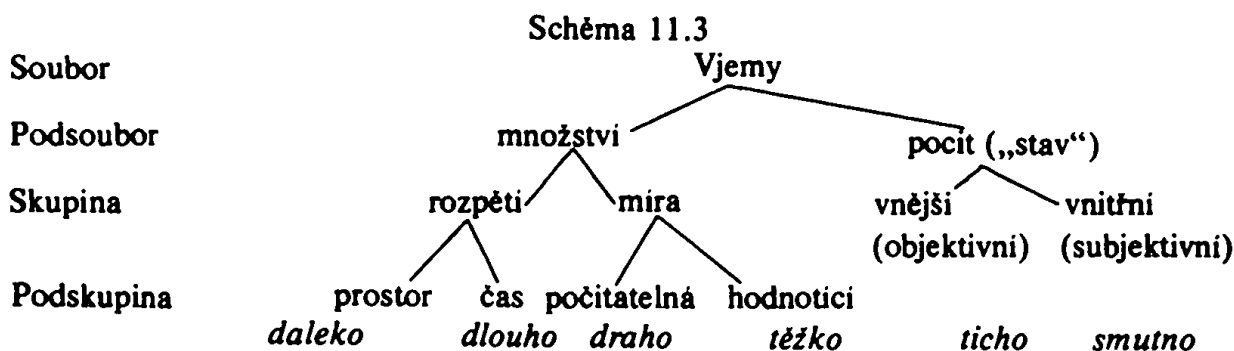 Schéma 11.3
Soubor Vjemy
Podsoubor množství pocit („stav“)
Skupina rozpětí míra vnější vnitřní
(objektivní) (subjektivní)
Podskupina prostor čas počitatelná hodnotící
daleko dlouho draho těžko ticho smutno